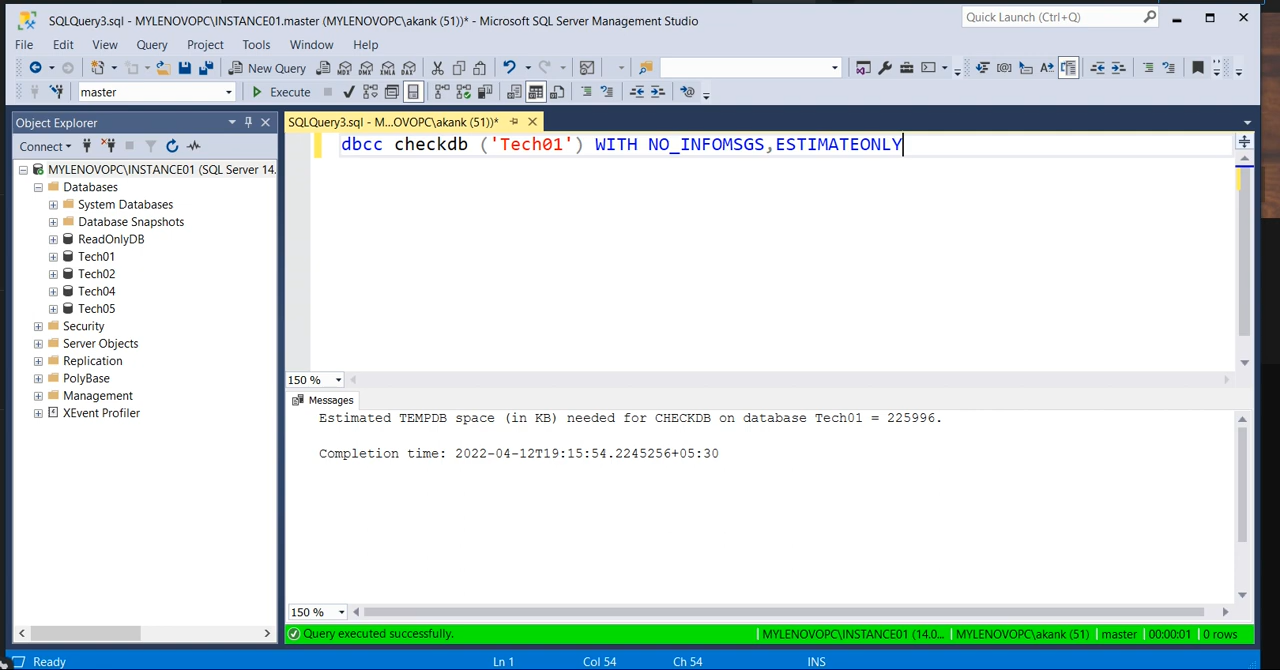 SQLQuery3.sql - MYLENOVOPC\INSTANCE01.master (MYLENOVOPC\akank (51))* - Microsoft SQL Server Management Studio
Quick Launch (Ctrl+Q)
File Edit View Query Project Tools Window Help
New Query
MDX DMX XMLA DAX
master
Execute
Object Explorer
SQLQuery3.sql - M...OVOPC\akank (51))*
Connect
dbcc checkdb ('Tech01') WITH NO_INFOMSGS,ESTIMATEONLY
MYLENOVOPC\INSTANCE01 (SQL Server 14.
Databases
System Databases
Database Snapshots
ReadOnlyDB
Tech01
Tech02
Tech04
Tech05
Security
Server Objects
Replication
PolyBase
Management
XEvent Profiler
150 %
Messages
Estimated TEMPDB space (in KB) needed for CHECKDB on database Tech01 = 225996.
Completion time: 2022-04-12T19:15:54.2245256+05:30
150 %
Query executed successfully.
MYLENOVOPC\INSTANCE01 (14.0... MYLENOVOPC\akank (51) master 00:00:01 0 rows
Ready
Ln 1 Col 54 Ch 54 INS